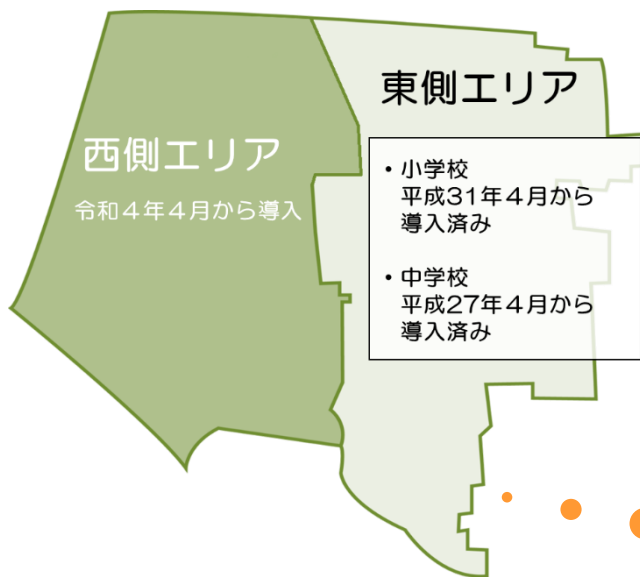 西側エリア
令和４年４月から導入
東側エリア
・小学校
平成31年４月から
導入済み
・中学校
平成27年４月から
導入済み